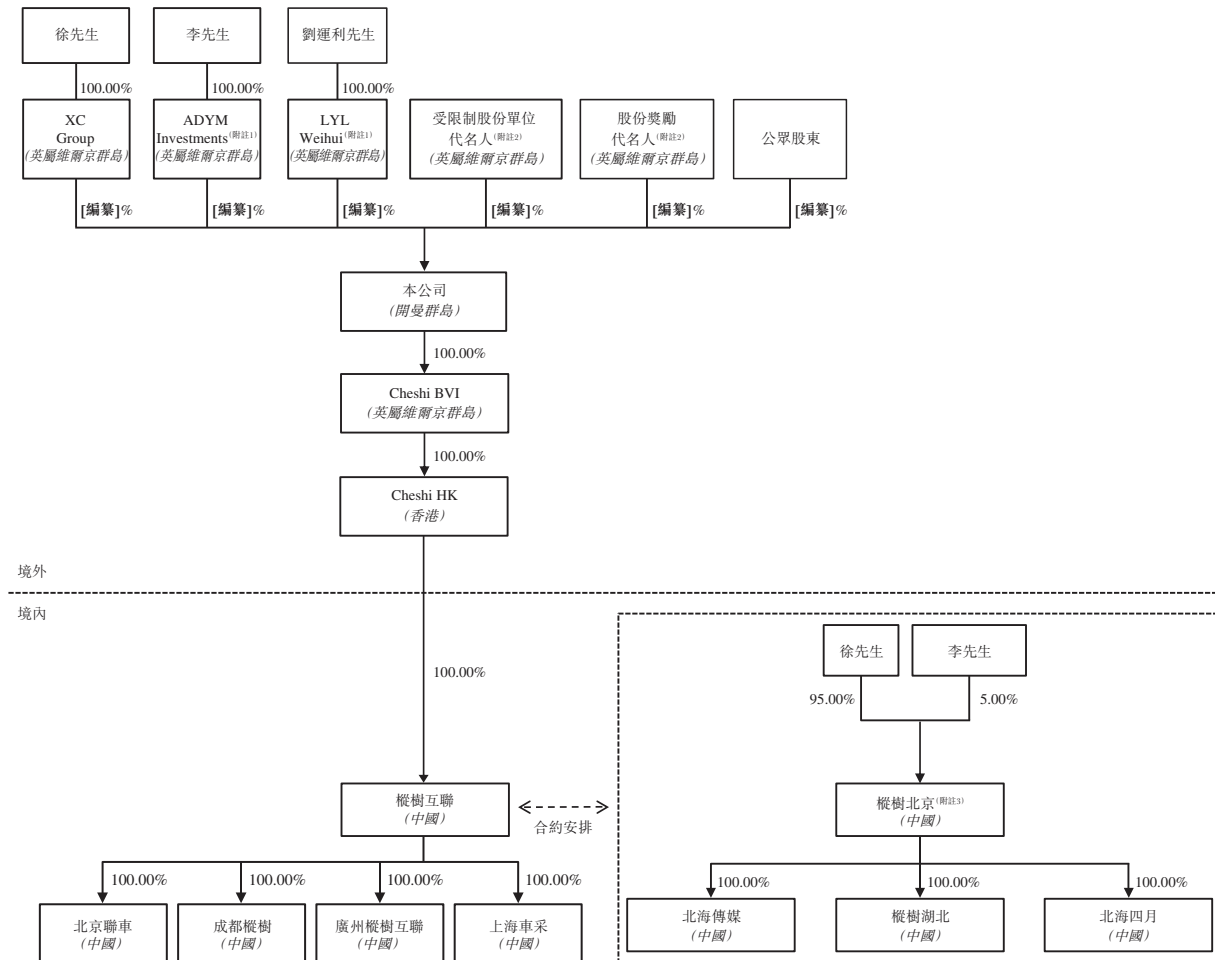 徐先生
李先生
劉運利先生
100.00%
100.00%
100.00%
XC
Group
(英屬維爾京群島)
ADYM
Investments(附註1)
(英屬維爾京群島)
LYL
Weihui(附註1)
(英屬維爾京群島)
受限制股份單位
代名人(附註2)
(英屬維爾京群島)
股份獎勵
代名人(附註2)
(英屬維爾京群島)
公眾股東
[編纂]%
[編纂]%
[編纂]%
[編纂]%
[編纂]%
[編纂]%
本公司
(開曼群島)
100.00%
Cheshi BVI
(英屬維爾京群島)
100.00%
Cheshi HK
(香港)
境外
境內
100.00%
徐先生
李先生
95.00%
5.00%
樅樹互聯
(中國)
合約安排
樅樹北京(附註3)
(中國)
100.00%
100.00%
100.00%
100.00%
100.00%
100.00%
100.00%
北京聯車
(中國)
成都樅樹
(中國)
廣州樅樹互聯
(中國)
上海車采
(中國)
北海傳媒
(中國)
樅樹湖北
(中國)
北海四月
(中國)